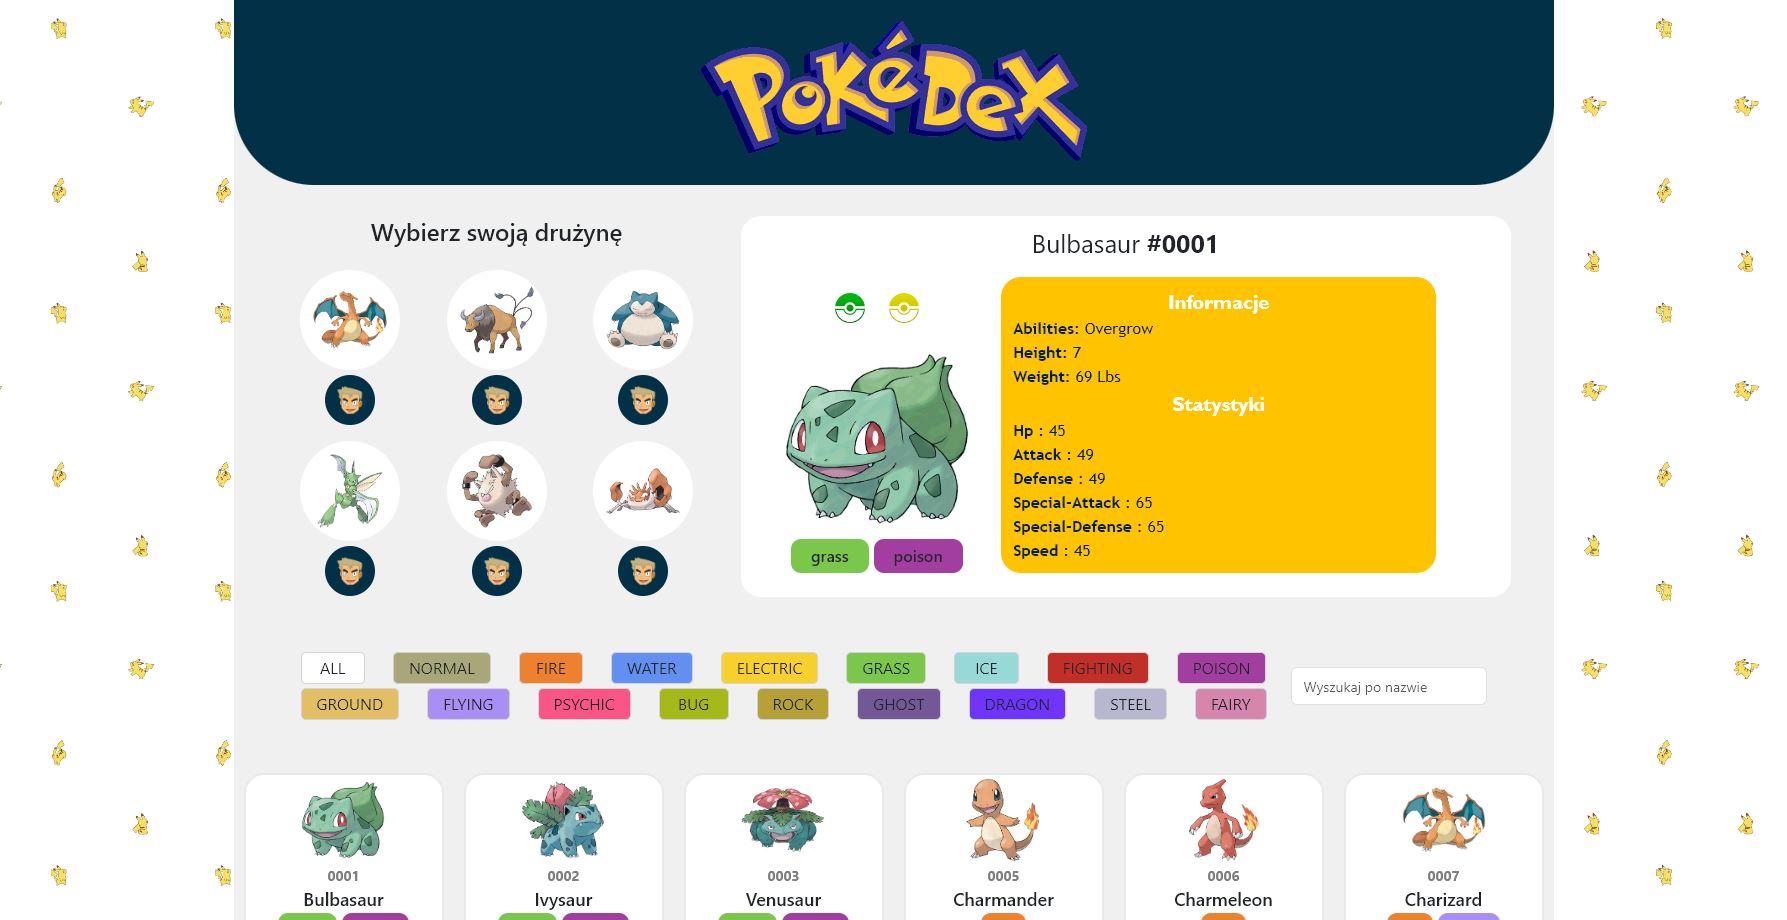 PokéDex
Wybierz swoją drużynę
Bulbasaur #0001
Informacje
Abilities: Overgrow
Height: 7
Weight: 69 Lbs
Statystyki
Hp : 45
Attack : 49
Defense : 49
Special-Attack : 65
Special-Defense : 65
Speed : 45
grass poison
ALL NORMAL FIRE WATER ELECTRIC GRASS ICE FIGHTING POISON
GROUND FLYING PSYCHIC BUG ROCK GHOST DRAGON STEEL FAIRY
Wyszukaj po nazwie
0001 0002 0003 0005 0006 0007
Bulbasaur Ivysaur Venusaur Charmander Charmeleon Charizard